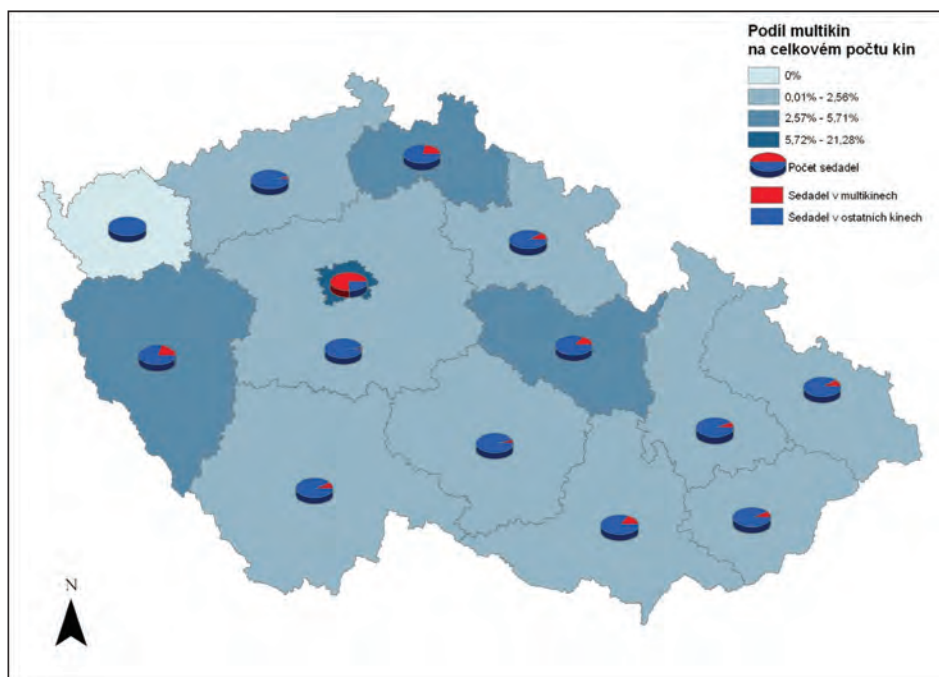 Podíl multikin
na celkovém počtu kin
0%
0,01% - 2,56%
2,57% - 5,71%
5,72% - 21,28%
Počet sedadel
Sedadel v multikinech
Sedadel v ostatních kinech
N